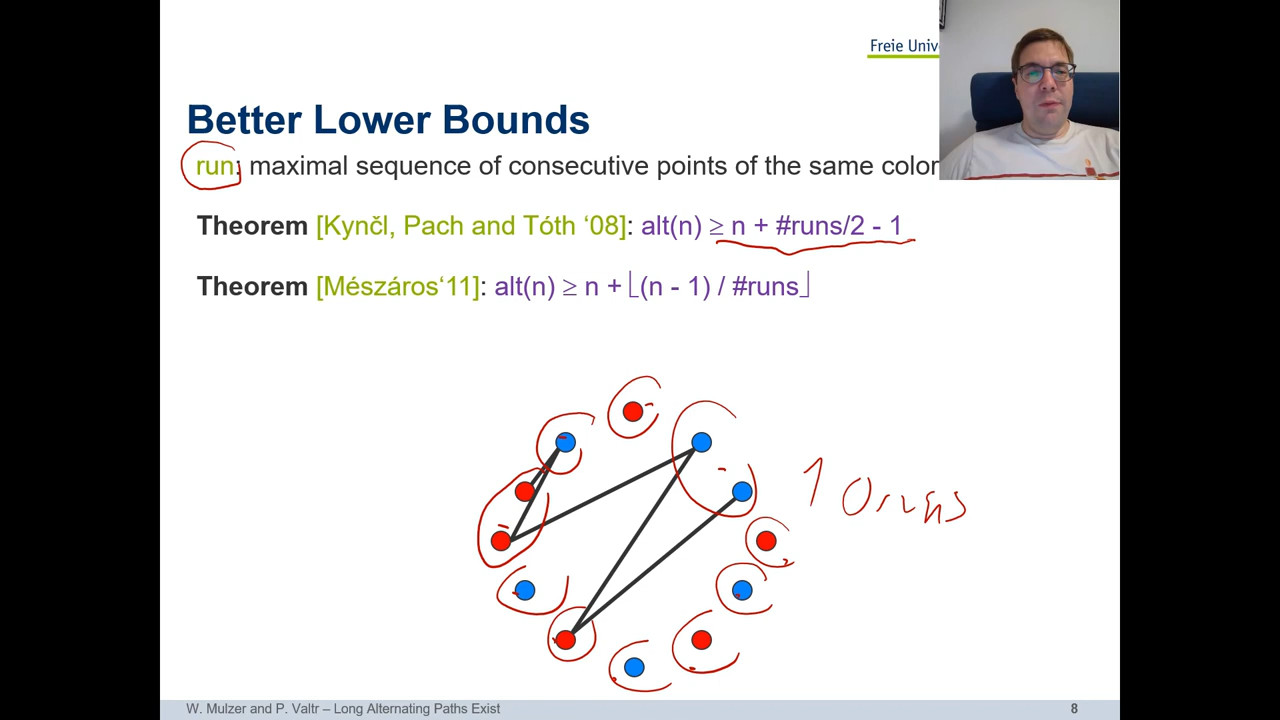 Freie Unive
Better Lower Bounds
run: maximal sequence of consecutive points of the same color
Theorem [Kynčl, Pach and Tóth ‘08]: alt(n) ≥ n + #runs/2 - 1
Theorem [Mészáros‘11]: alt(n) ≥ n + ⌊(n - 1) / #runs⌋
10 runs
W. Mulzer and P. Valtr – Long Alternating Paths Exist
8